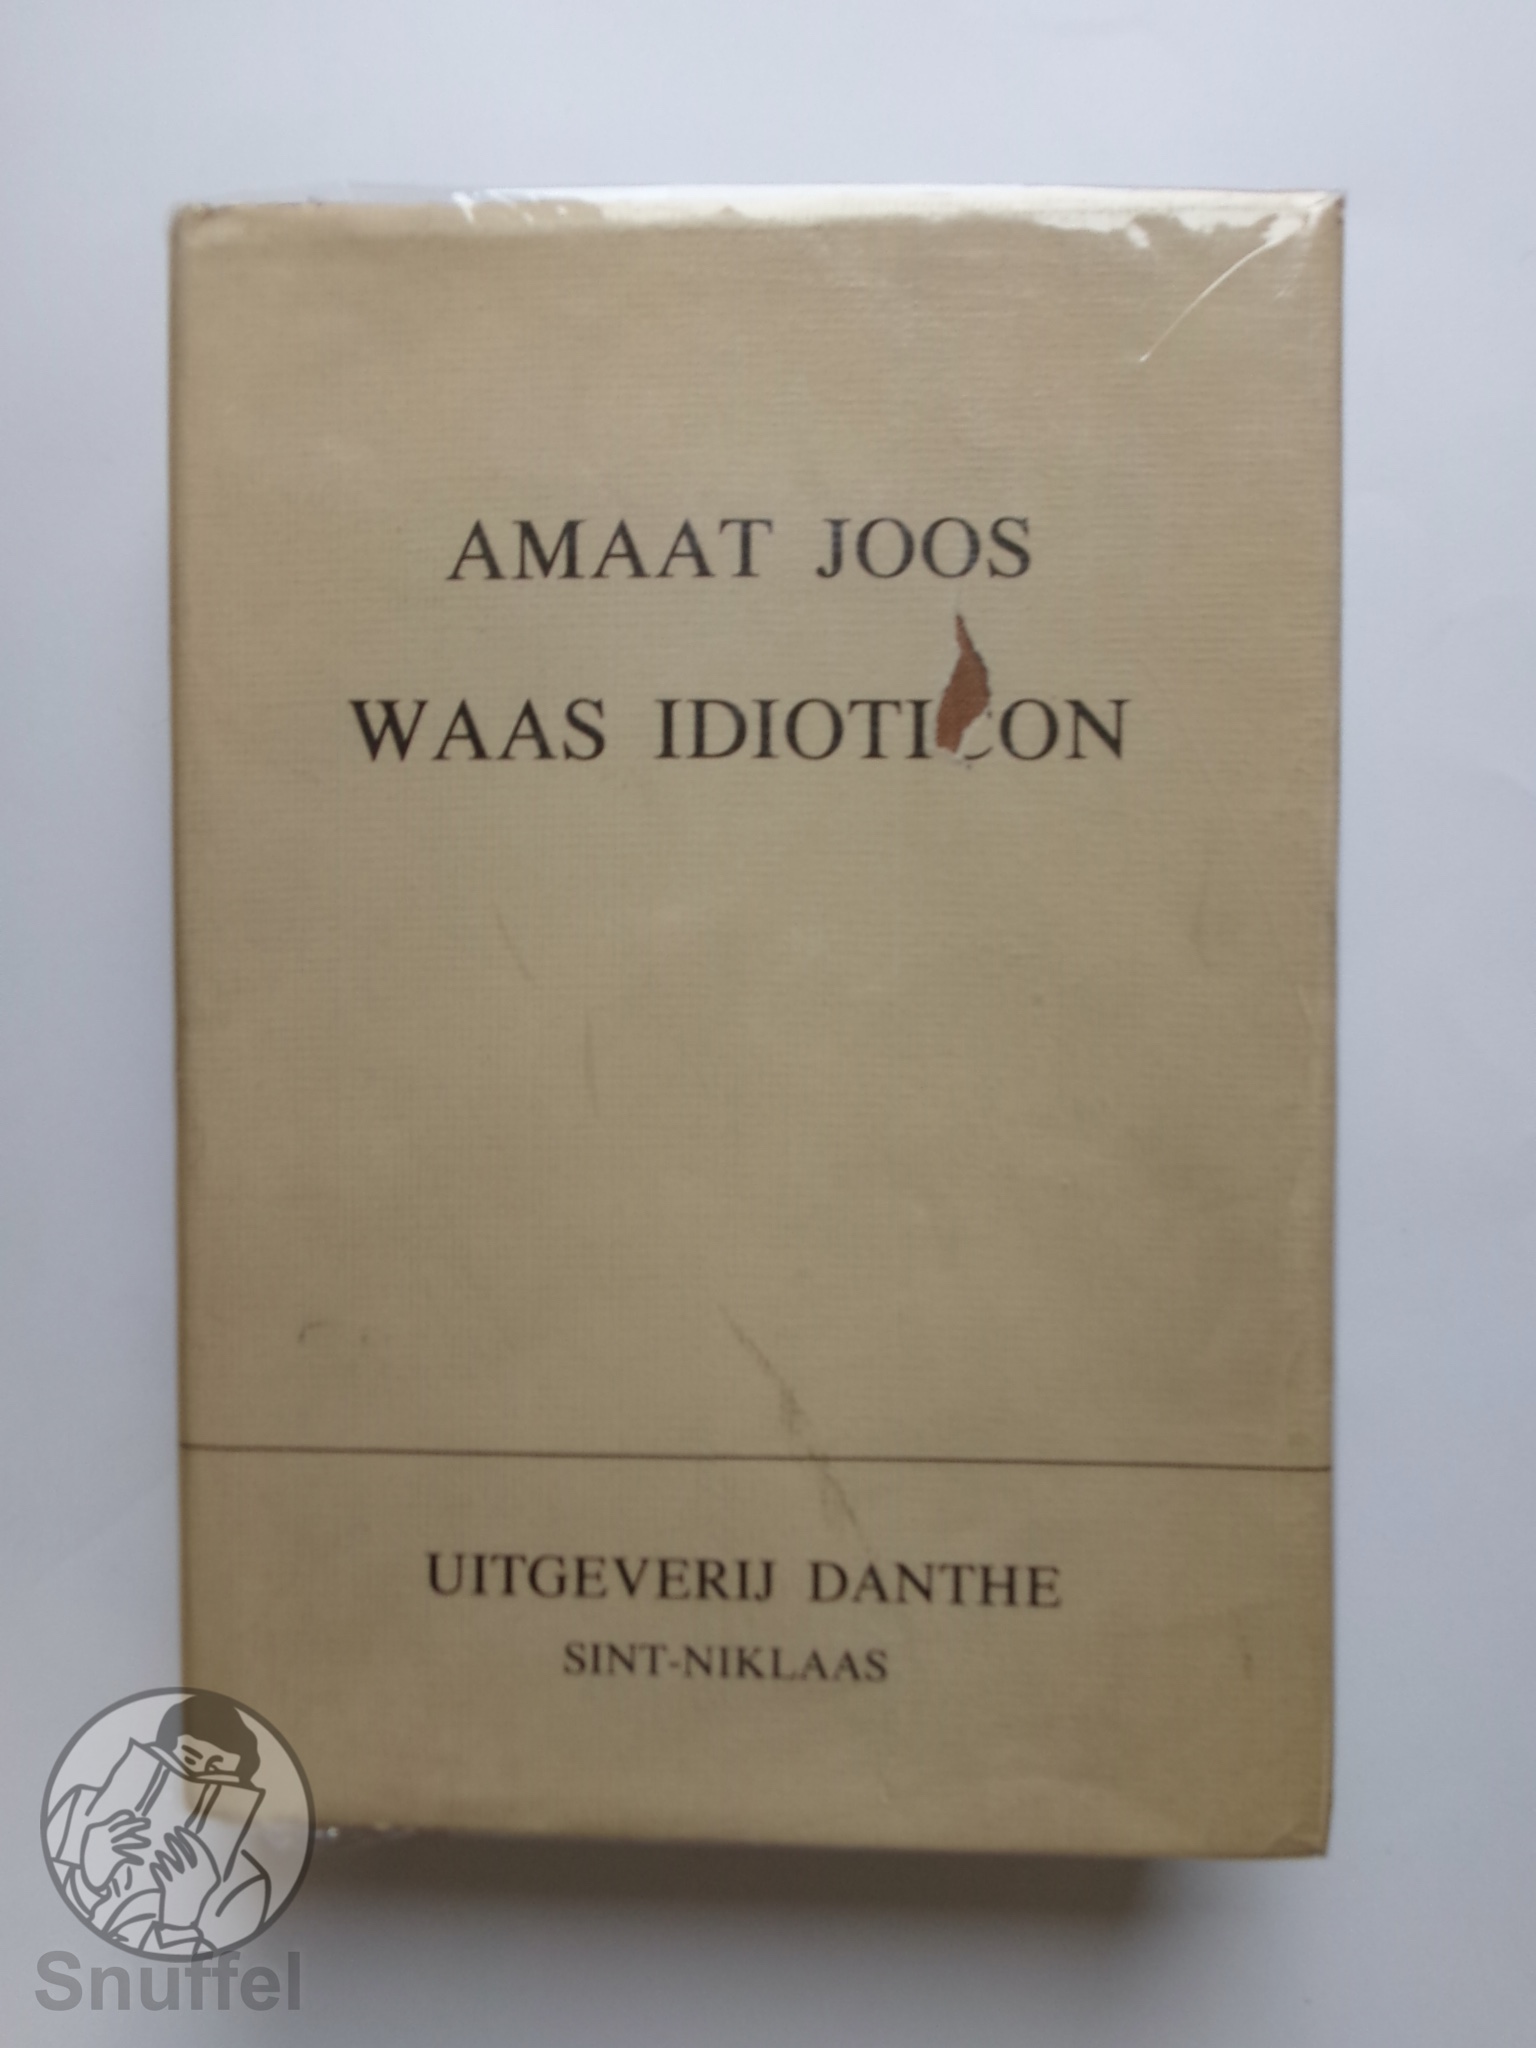 AMAAT JOOS
WAAS IDIOTICON
UITGEVERIJ DANTHE
SINT-NIKLAAS
Snuffel